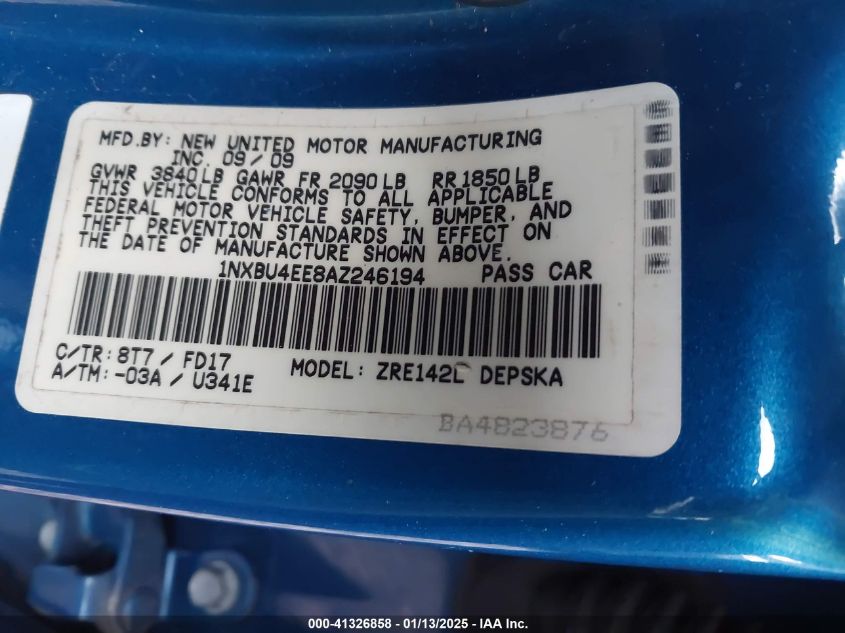 MFD.BY: NEW UNITED MOTOR MANUFACTURING
INC. 09/09
GVWR 3840LB GAWR FR 2090LB RR 1850LB
THIS VEHICLE CONFORMS TO ALL APPLICABLE
FEDERAL MOTOR VEHICLE SAFETY, BUMPER, AND
THEFT PREVENTION STANDARDS IN EFFECT ON
THE DATE OF MANUFACTURE SHOWN ABOVE.
1NXBU4EE8AZ246194 PASS CAR
C/TR: 8T7 / FD17
A/TM: -03A / U341E
MODEL: ZRE142L DEPSKA
BA4823876
000-41326858 - 01/13/2025 - IAA Inc.